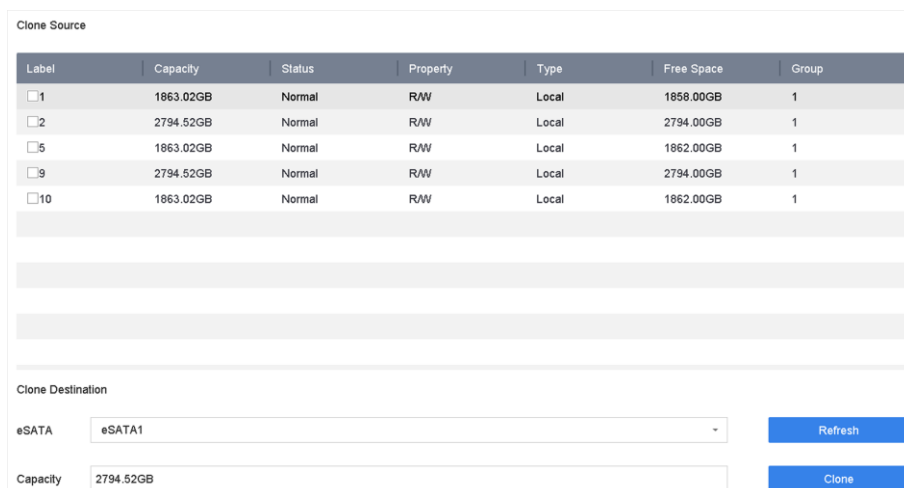 Clone Source
Label Capacity Status Property Type Free Space Group
1 1863.02GB Normal R/W Local 1858.00GB 1
2 2794.52GB Normal R/W Local 2794.00GB 1
5 1863.02GB Normal R/W Local 1862.00GB 1
9 2794.52GB Normal R/W Local 2794.00GB 1
10 1863.02GB Normal R/W Local 1862.00GB 1
Clone Destination
eSATA eSATA1 Refresh
Capacity 2794.52GB Clone